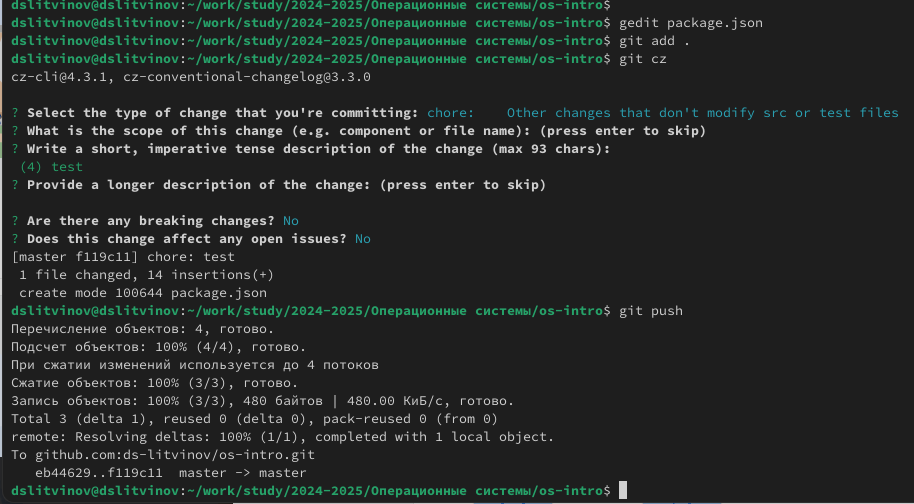 dslitvinov@dslitvinov:~/work/study/2024-2025/Операционные системы/os-intro$
dslitvinov@dslitvinov:~/work/study/2024-2025/Операционные системы/os-intro$ gedit package.json
dslitvinov@dslitvinov:~/work/study/2024-2025/Операционные системы/os-intro$ git add .
dslitvinov@dslitvinov:~/work/study/2024-2025/Операционные системы/os-intro$ git cz
cz-cli@4.3.1, cz-conventional-changelog@3.3.0

? Select the type of change that you're committing: chore:    Other changes that don't modify src or test files
? What is the scope of this change (e.g. component or file name): (press enter to skip)
? Write a short, imperative tense description of the change (max 93 chars):
 (4) test
? Provide a longer description of the change: (press enter to skip)

? Are there any breaking changes? No
? Does this change affect any open issues? No
[master f119c11] chore: test
 1 file changed, 14 insertions(+)
 create mode 100644 package.json
dslitvinov@dslitvinov:~/work/study/2024-2025/Операционные системы/os-intro$ git push
Перечисление объектов: 4, готово.
Подсчет объектов: 100% (4/4), готово.
При сжатии изменений используется до 4 потоков
Сжатие объектов: 100% (3/3), готово.
Запись объектов: 100% (3/3), 480 байтов | 480.00 КиБ/с, готово.
Total 3 (delta 1), reused 0 (delta 0), pack-reused 0 (from 0)
remote: Resolving deltas: 100% (1/1), completed with 1 local object.
To github.com:ds-litvinov/os-intro.git
   eb44629..f119c11  master -> master
dslitvinov@dslitvinov:~/work/study/2024-2025/Операционные системы/os-intro$